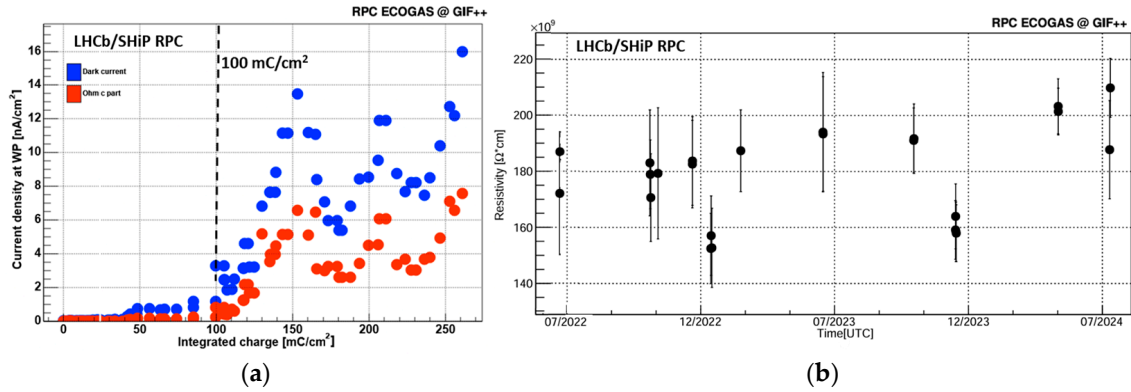 RPC ECOGAS @ GIF++
LHCb/SHiP RPC
100 mC/cm²
Dark current
Ohm c part
Current density at WP [nA/cm²]
16
14
12
10
8
6
4
2
0
0 50 100 150 200 250
Integrated charge [mC/cm²]
(a)
×10⁹
RPC ECOGAS @ GIF++
LHCb/SHiP RPC
Resistivity [Ω*cm]
220
200
180
160
140
07/2022 12/2022 07/2023 12/2023 07/2024
Time[UTC]
(b)